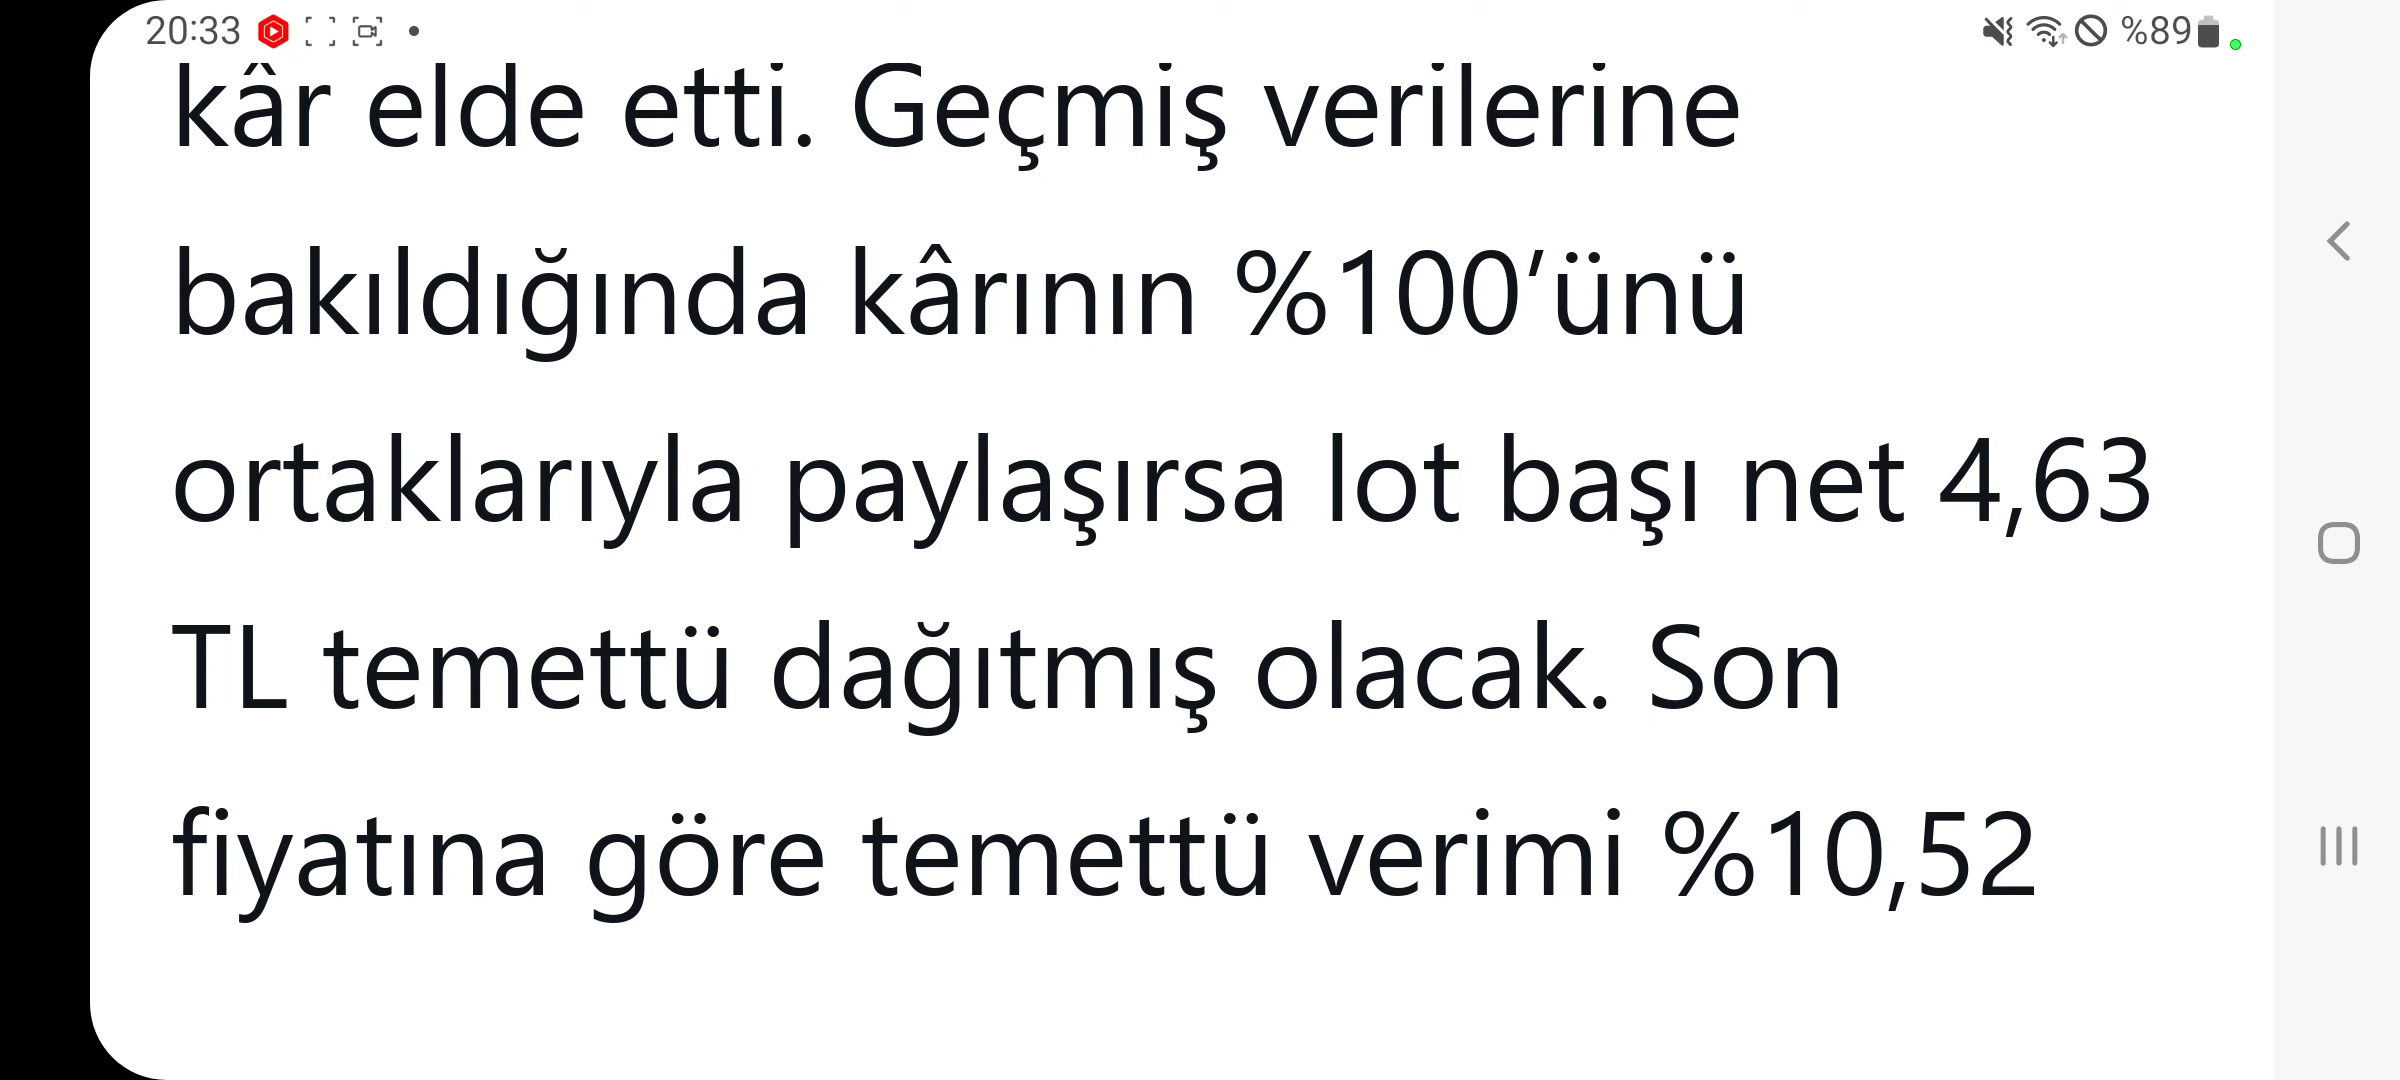 20:33 %89
kâr elde etti. Geçmiş verilerine
bakıldığında kârının %100’ünü
ortaklarıyla paylaşırsa lot başı net 4,63
TL temettü dağıtmış olacak. Son
fiyatına göre temettü verimi %10,52